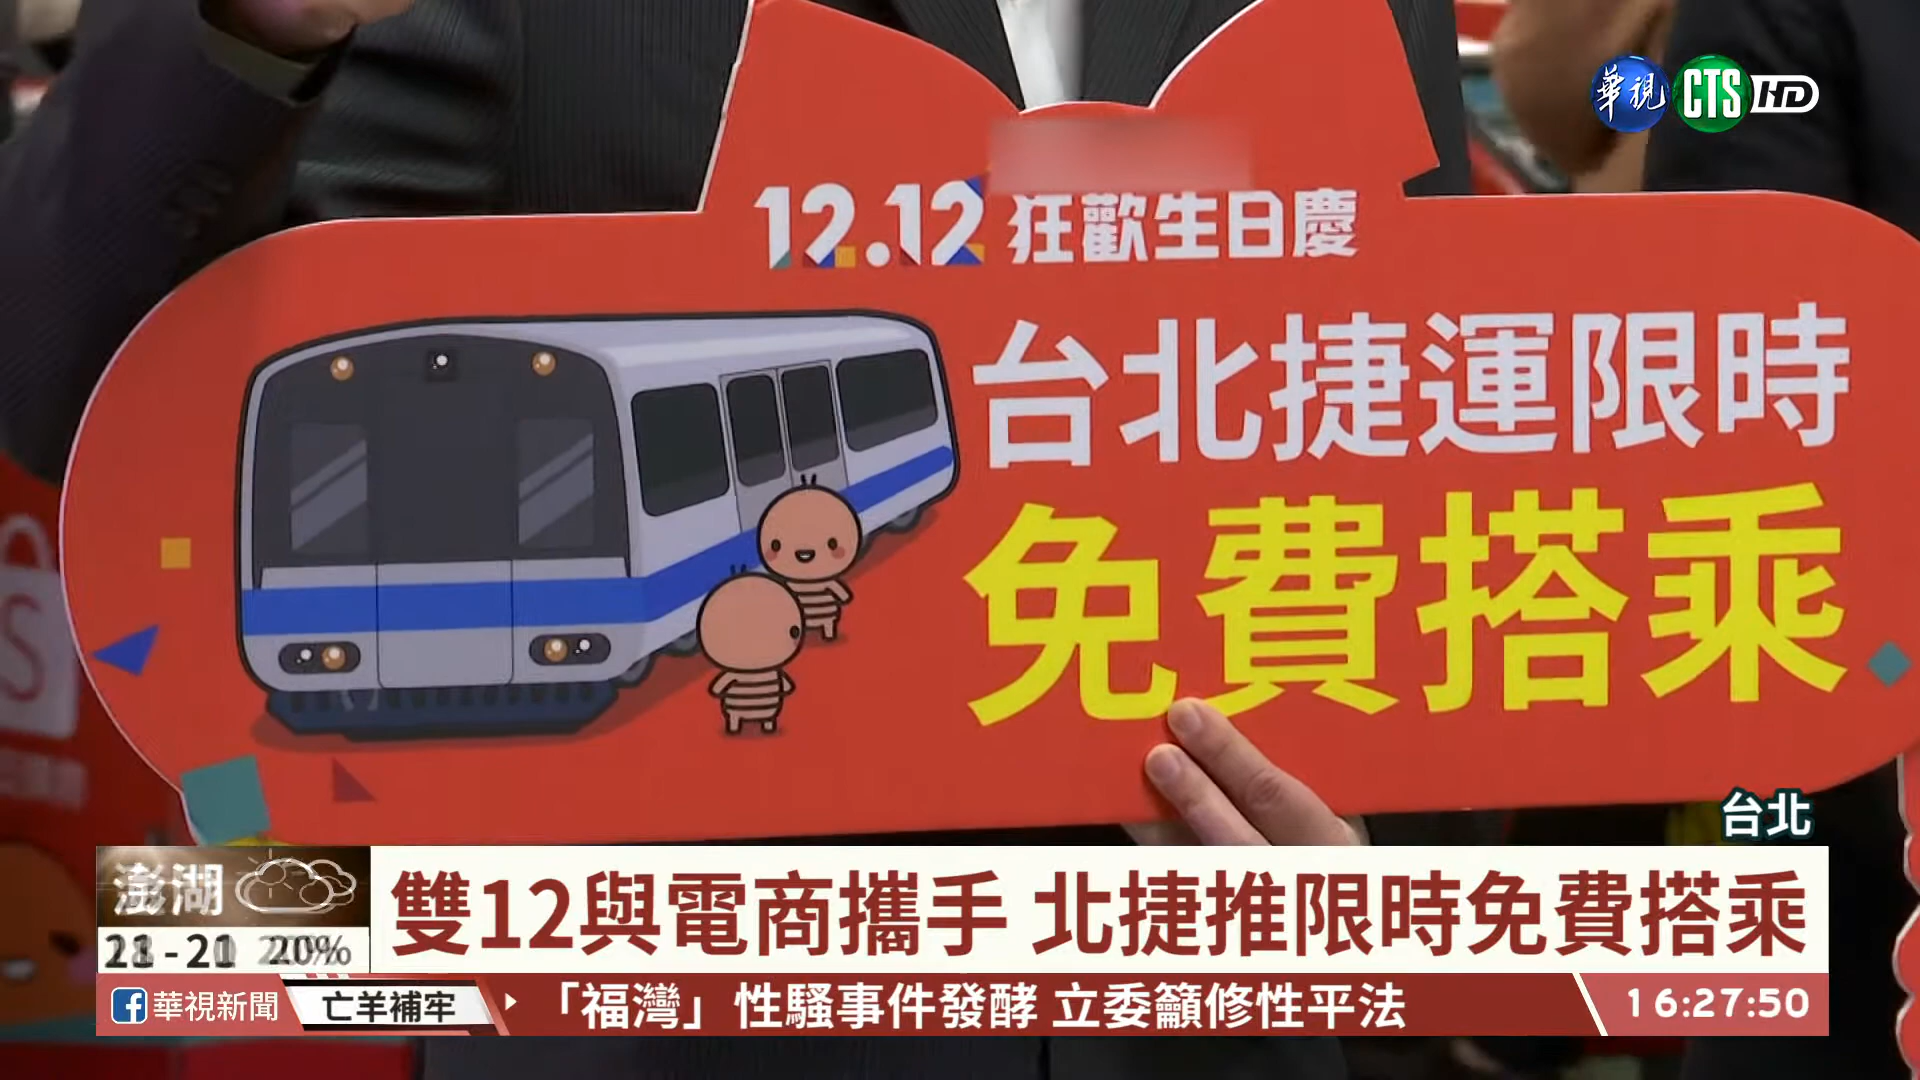 華視 CTS HD
12.12 狂歡生日慶
台北捷運限時
免費搭乘
S
台北
澎湖
雙12與電商攜手 北捷推限時免費搭乘
20%
華視新聞
亡羊補牢
「福灣」性騷事件發酵 立委籲修性平法
16:27:50